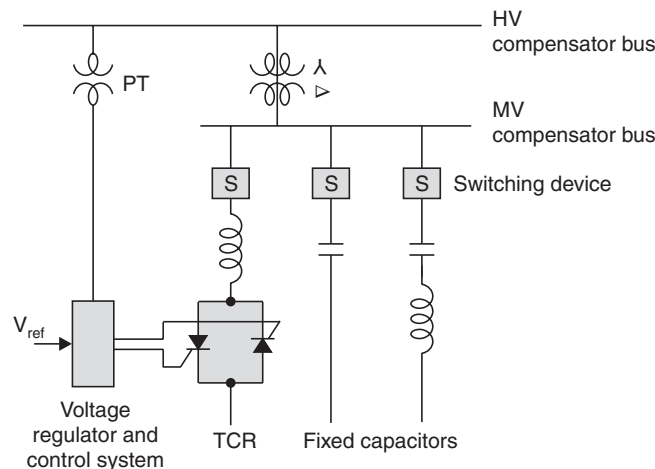 HV
compensator bus
PT
MV
compensator bus
S
S
S
Switching device
Vref
Voltage
regulator and
control system
TCR
Fixed capacitors